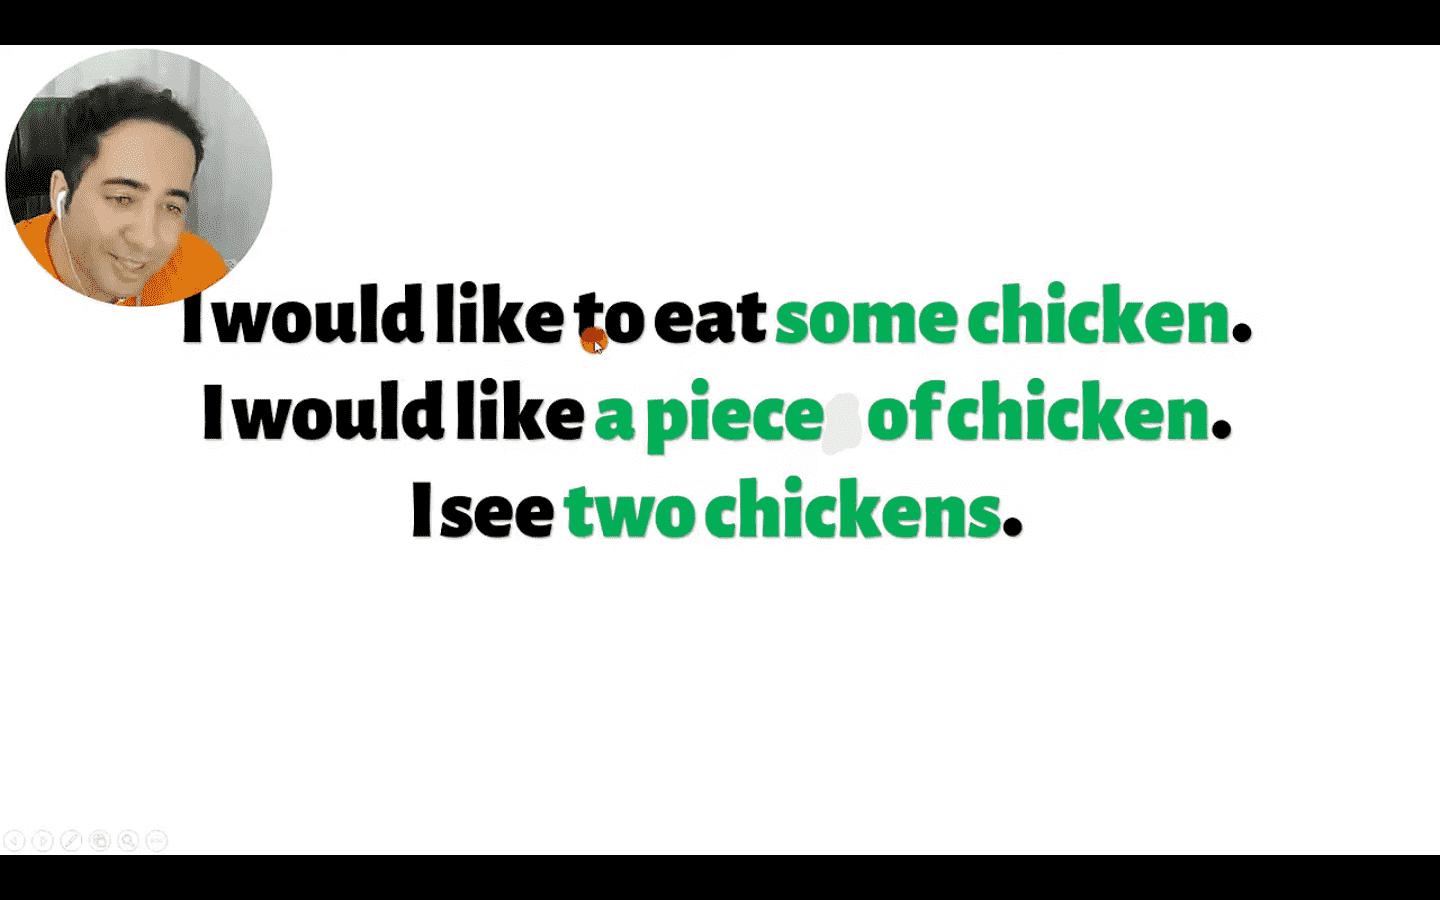 I would like to eat some chicken.
I would like a piece of chicken.
I see two chickens.